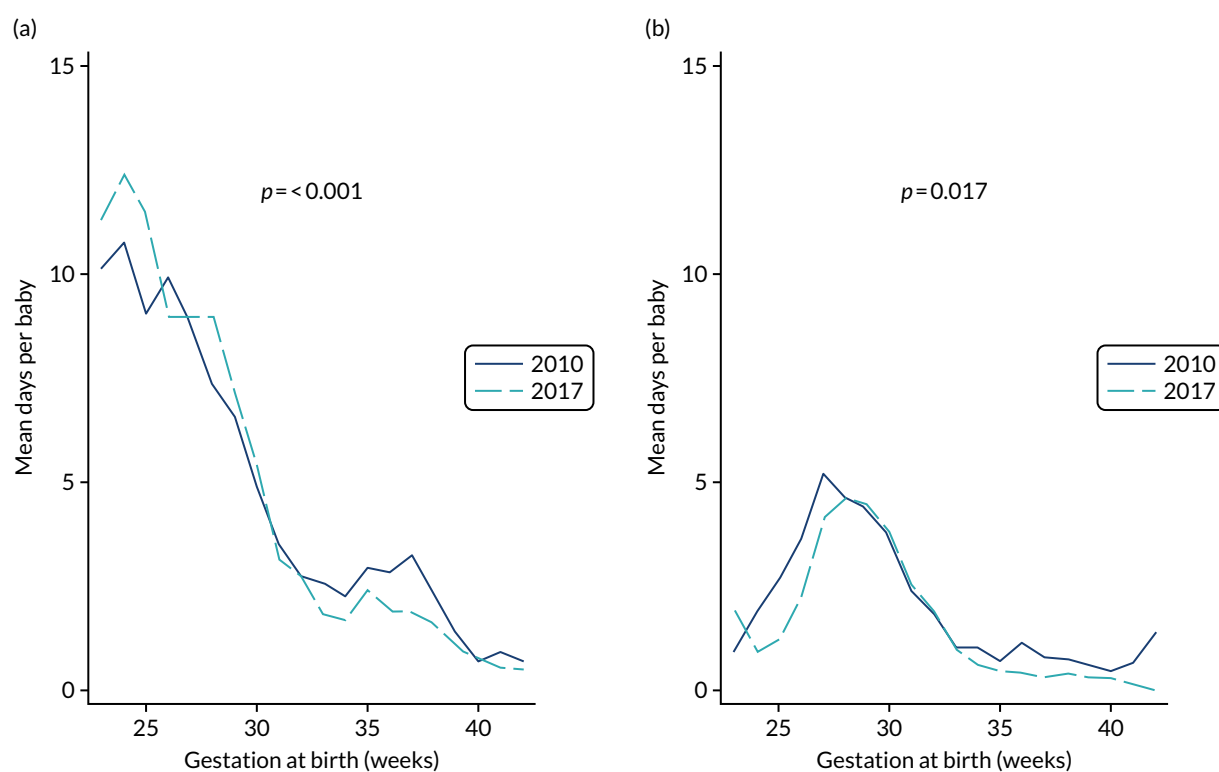 (a)
15
10
5
0
Mean days per baby
p = < 0.001
2010
2017
25 30 35 40
Gestation at birth (weeks)
(b)
15
10
5
0
Mean days per baby
p = 0.017
2010
2017
25 30 35 40
Gestation at birth (weeks)